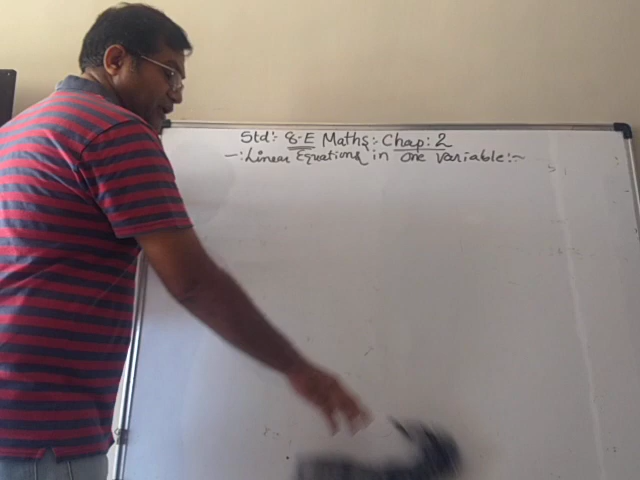 Std:- 8-E Maths:- Chap: 2
-:Linear Equations in One variable:-